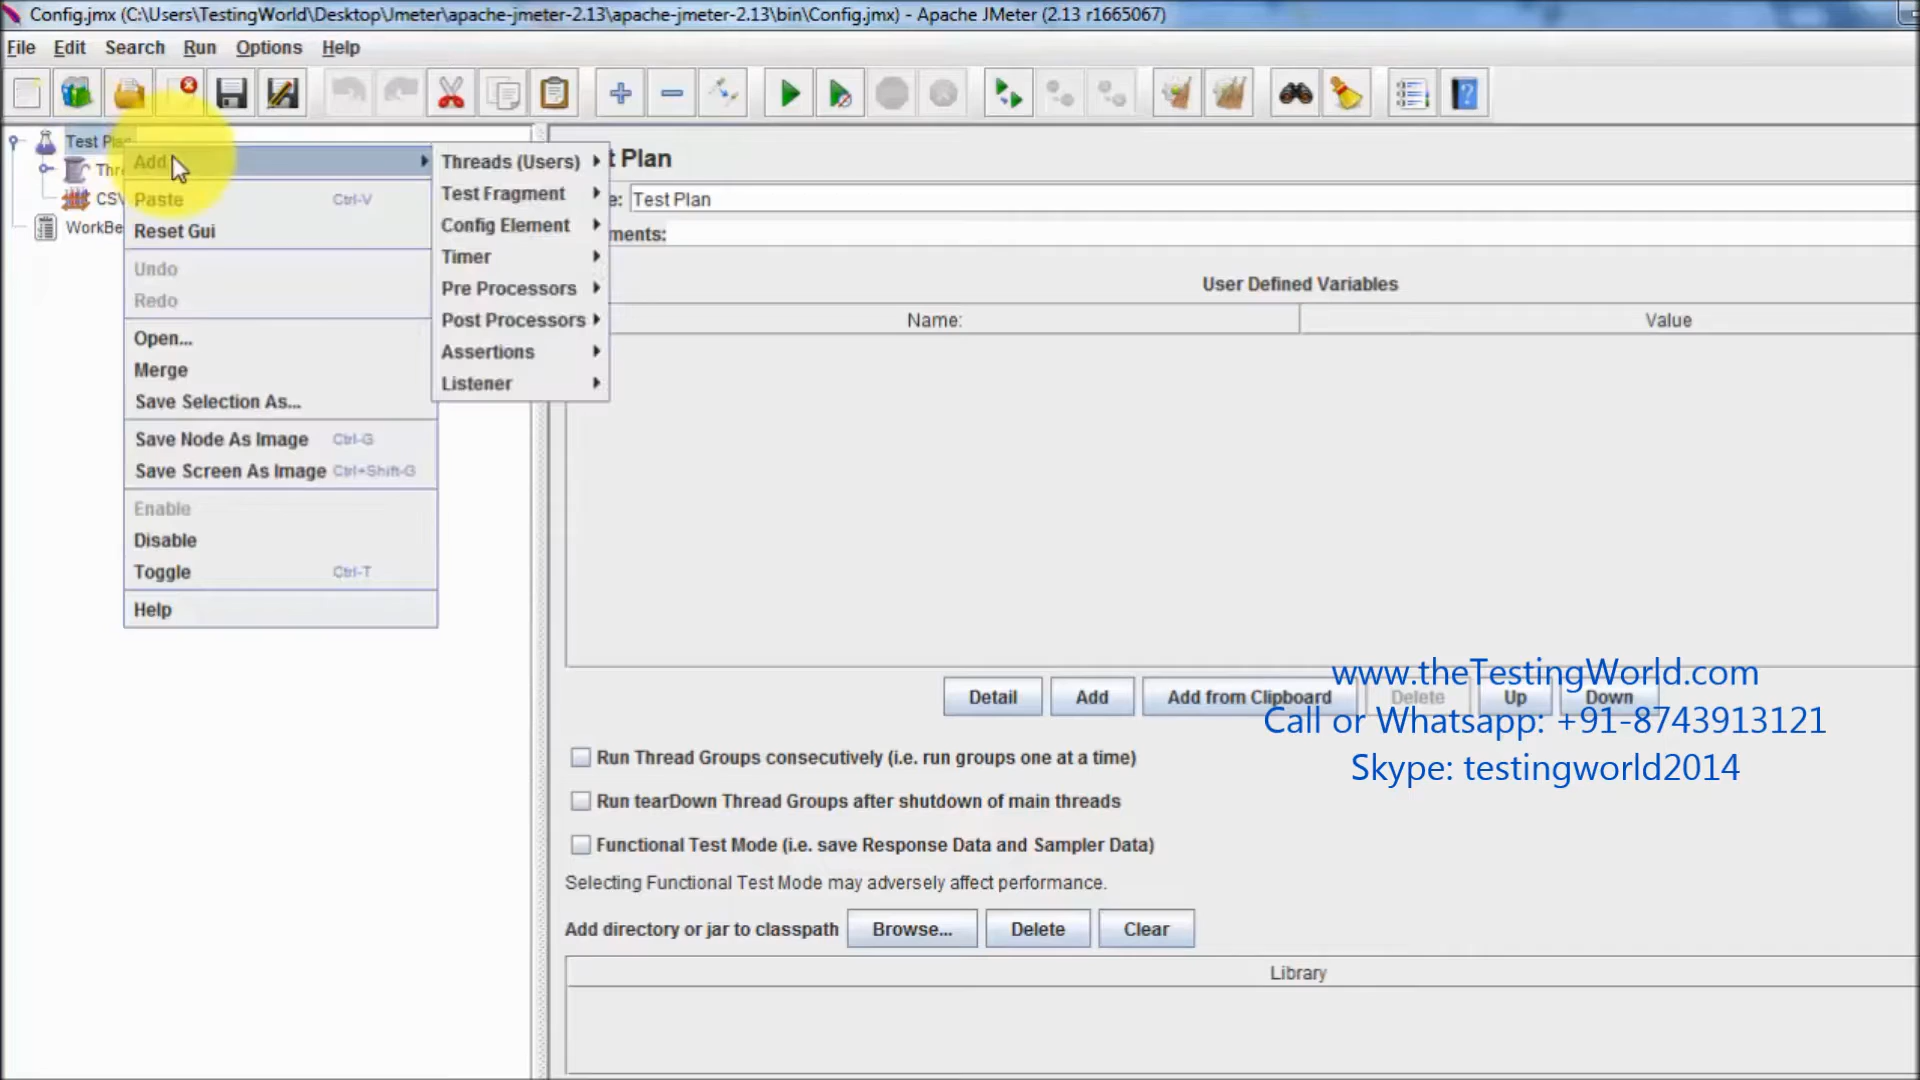 Config.jmx (C:\Users\TestingWorld\Desktop\Jmeter\apache-jmeter-2.13\apache-jmeter-2.13\bin\Config.jmx) - Apache JMeter (2.13 r1665067)
File Edit Search Run Options Help
Test Plan
Thr
CSV
WorkBe
Add
Paste Ctrl-V
Reset Gui
Undo
Redo
Open...
Merge
Save Selection As...
Save Node As Image Ctrl-G
Save Screen As Image Ctrl+Shift-G
Enable
Disable
Toggle Ctrl-T
Help
Threads (Users)
Test Fragment
Config Element
Timer
Pre Processors
Post Processors
Assertions
Listener
t Plan
e: Test Plan
ments:
User Defined Variables
Name: Value
Detail Add Add from Clipboard Delete Up Down
www.theTestingWorld.com
Call or Whatsapp: +91-8743913121
Skype: testingworld2014
Run Thread Groups consecutively (i.e. run groups one at a time)
Run tearDown Thread Groups after shutdown of main threads
Functional Test Mode (i.e. save Response Data and Sampler Data)
Selecting Functional Test Mode may adversely affect performance.
Add directory or jar to classpath Browse... Delete Clear
Library